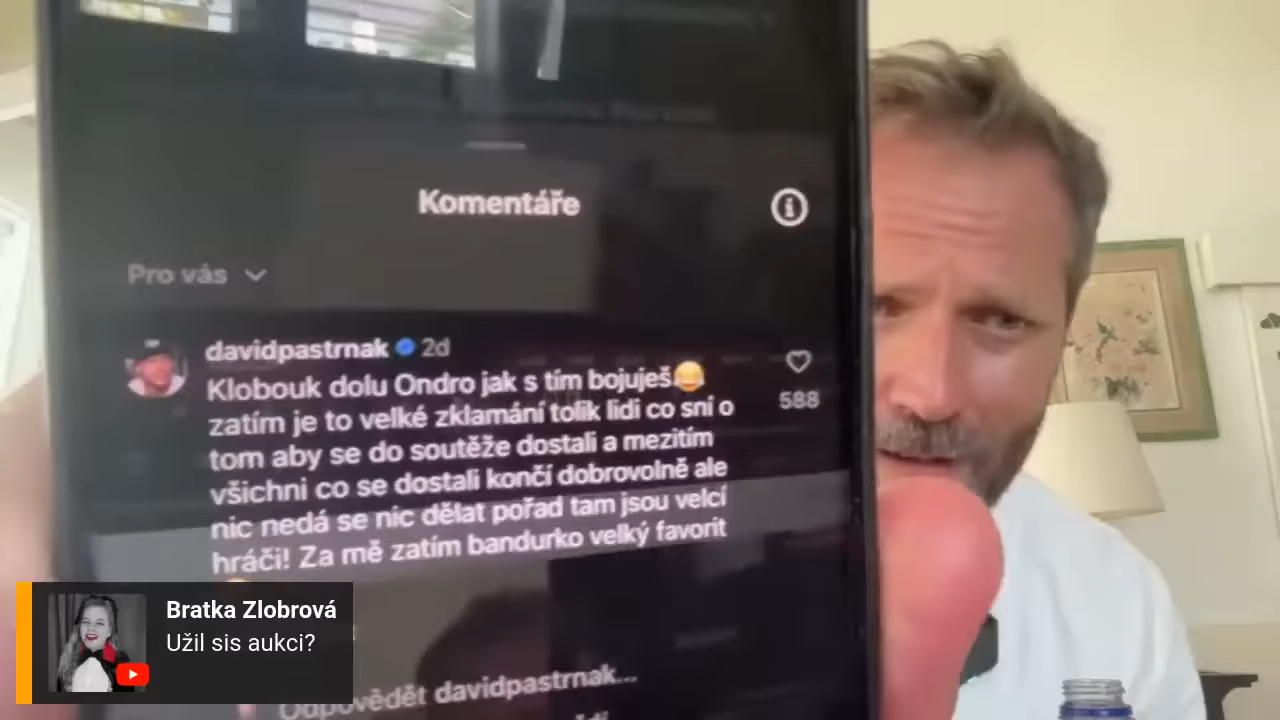 Komentáře
Pro vás
davidpastrnak 2d
Klobouk dolu Ondro jak s tím bojuješ😂
zatím je to velké zklamání tolik lidi co sní o
tom aby se do soutěže dostali a mezitím
všichni co se dostali končí dobrovolně ale
nic nedá se nic dělat pořad tam jsou velcí
hráči! Za mě zatím bandurko velký favorit
588
Odpovědět davidpastrnak...
Bratka Zlobrová
Užil sis aukci?